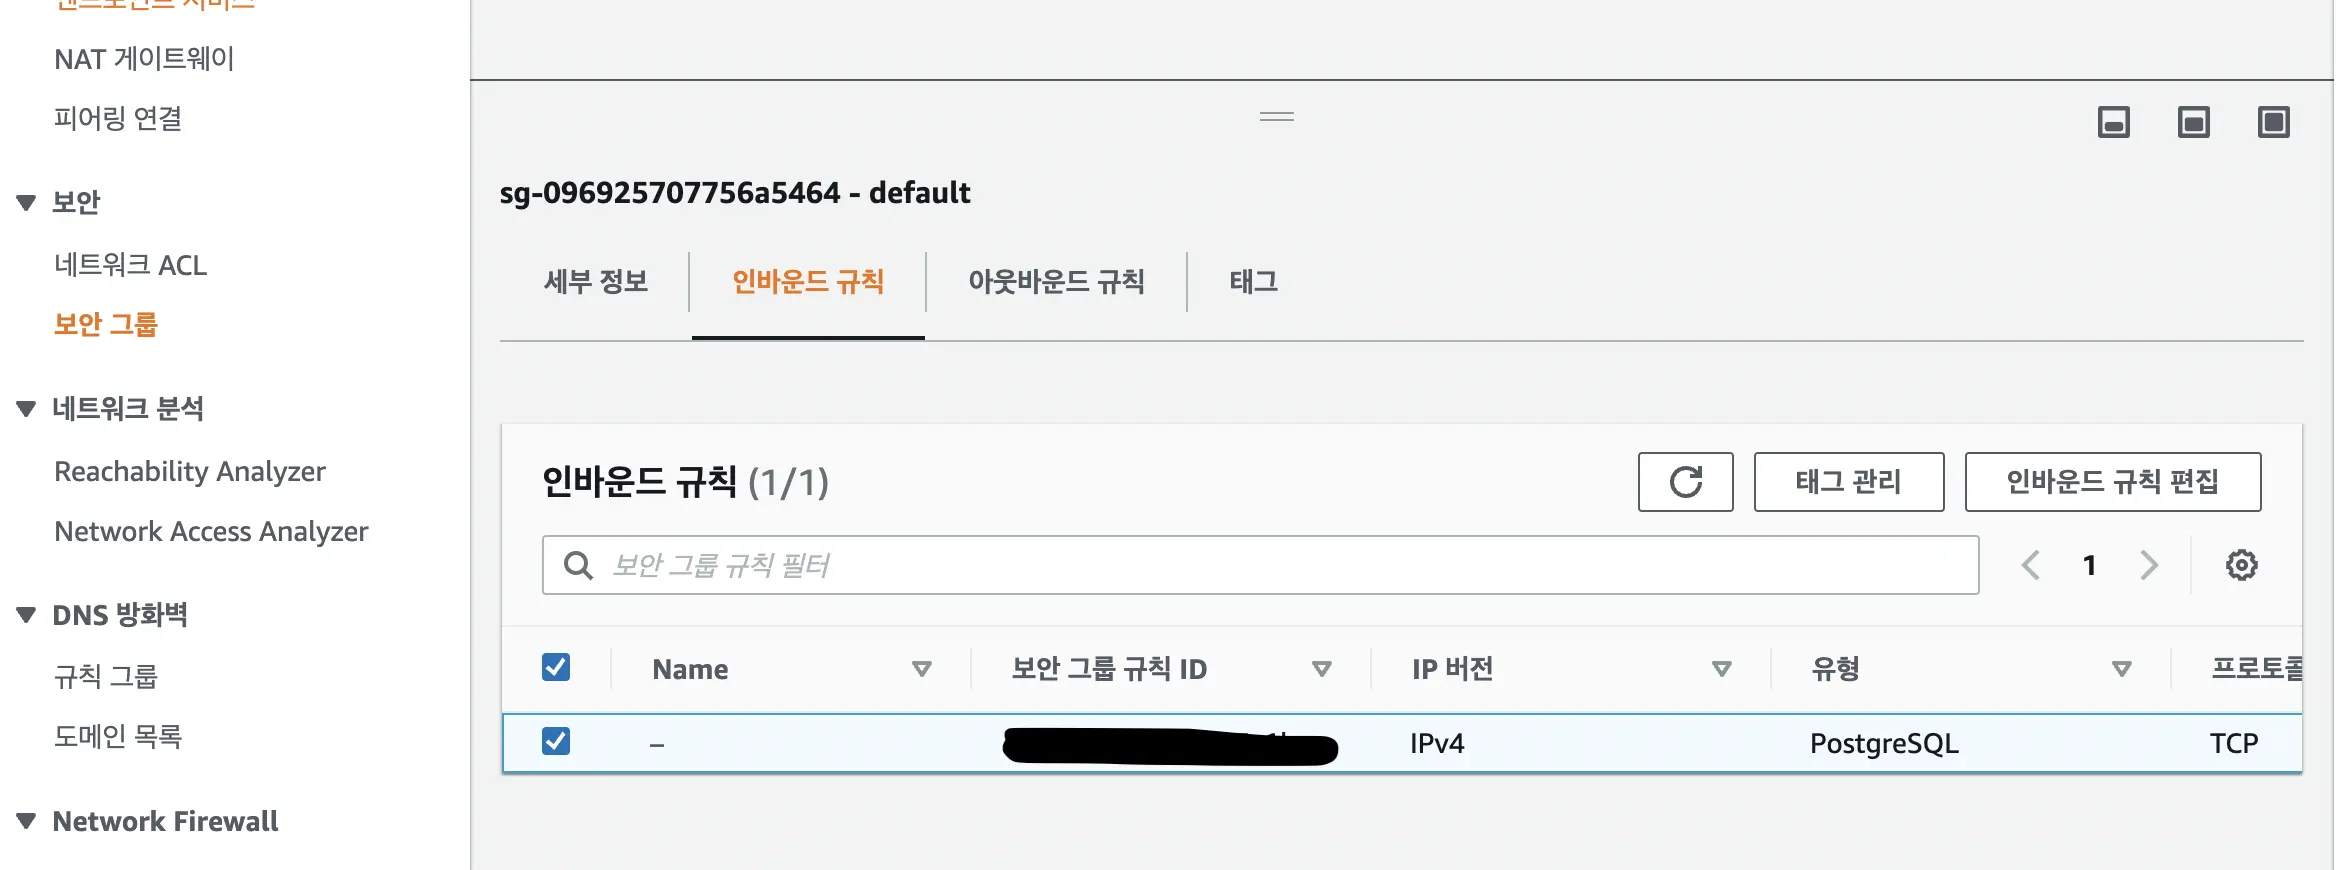 NAT 게이트웨이
피어링 연결
보안
네트워크 ACL
보안 그룹
네트워크 분석
Reachability Analyzer
Network Access Analyzer
DNS 방화벽
규칙 그룹
도메인 목록
Network Firewall
sg-096925707756a5464 - default
세부 정보 인바운드 규칙 아웃바운드 규칙 태그
인바운드 규칙 (1/1) 태그 관리 인바운드 규칙 편집
보안 그룹 규칙 필터 1
Name 보안 그룹 규칙 ID IP 버전 유형 프로토콜
– IPv4 PostgreSQL TCP